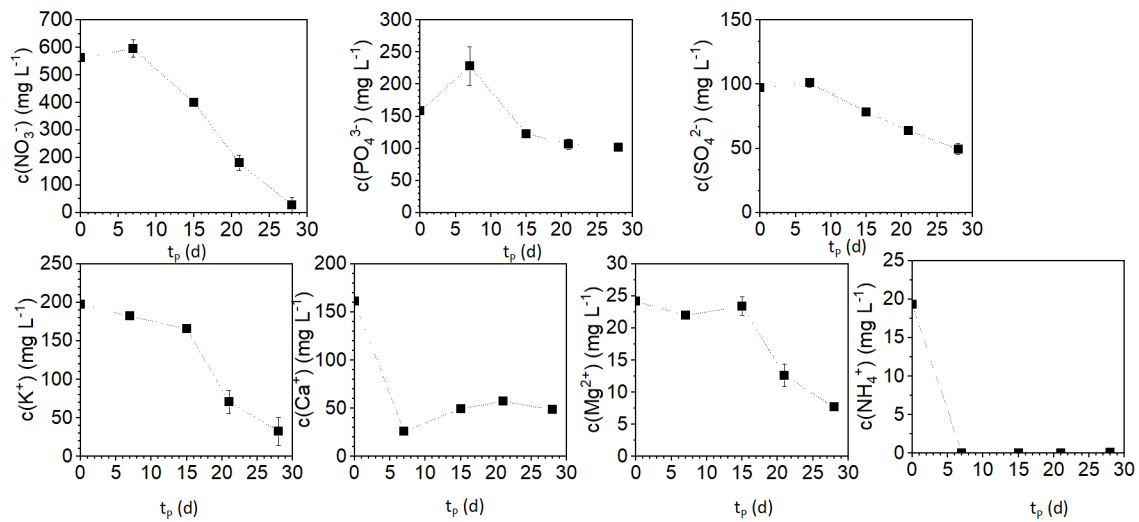 c(NO₃⁻) (mg L⁻¹)
700
600
500
400
300
200
100
0
0 5 10 15 20 25 30
tₚ (d)
c(PO₄³⁻) (mg L⁻¹)
300
250
200
150
100
50
0
0 5 10 15 20 25 30
tₚ (d)
c(SO₄²⁻) (mg L⁻¹)
150
100
50
0
0 5 10 15 20 25 30
tₚ (d)
c(K⁺) (mg L⁻¹)
250
200
150
100
50
0
0 5 10 15 20 25 30
tₚ (d)
c(Ca⁺) (mg L⁻¹)
200
150
100
50
0
0 5 10 15 20 25 30
tₚ (d)
c(Mg²⁺) (mg L⁻¹)
30
25
20
15
10
5
0
0 5 10 15 20 25 30
tₚ (d)
c(NH₄⁺) (mg L⁻¹)
25
20
15
10
5
0
0 5 10 15 20 25 30
tₚ (d)